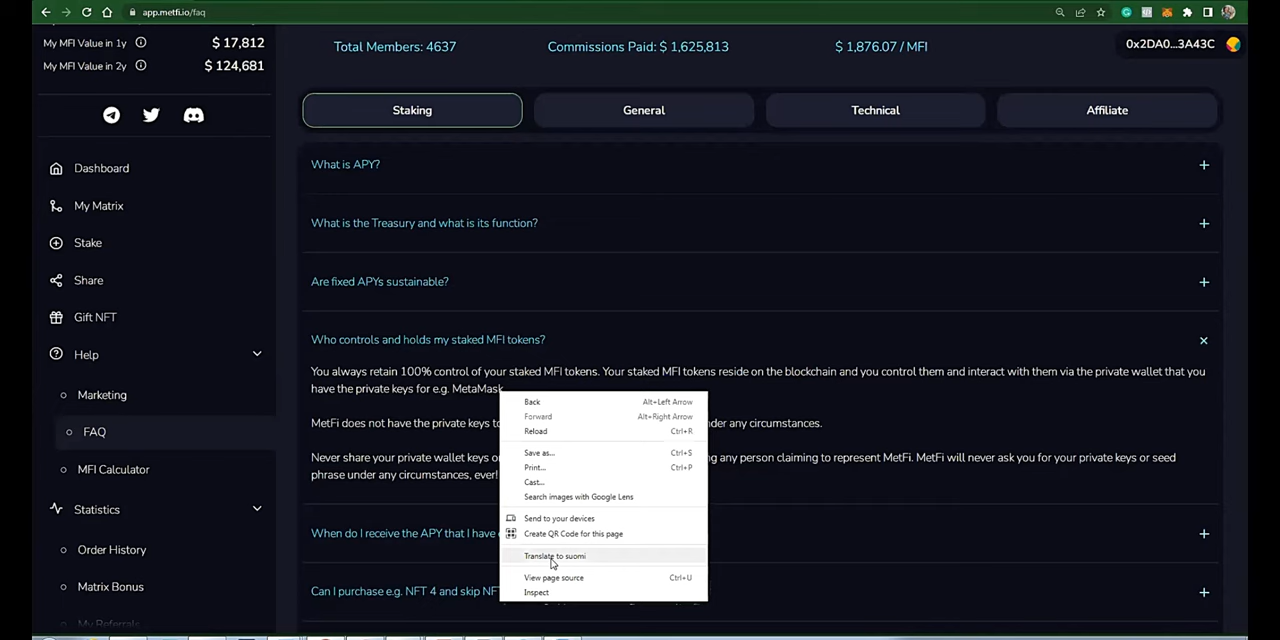 app.metfi.io/faq
My MFI Value in 1y $ 17,812
My MFI Value in 2y $ 124,681
Total Members: 4637 Commissions Paid: $ 1,625,813 $ 1,876.07 / MFI 0x2DA0...3A43C
Staking General Technical Affiliate
Dashboard
My Matrix
Stake
Share
Gift NFT
Help
Marketing
FAQ
MFI Calculator
Statistics
Order History
Matrix Bonus
My Referrals
What is APY?
What is the Treasury and what is its function?
Are fixed APYs sustainable?
Who controls and holds my staked MFI tokens?
You always retain 100% control of your staked MFI tokens. Your staked MFI tokens reside on the blockchain and you control them and interact with them via the private wallet that you
have the private keys for e.g. MetaMask.
MetFi does not have the private keys to der any circumstances.
Never share your private wallet keys or ng any person claiming to represent MetFi. MetFi will never ask you for your private keys or seed
phrase under any circumstances, ever!
When do I receive the APY that I have
Can I purchase e.g. NFT 4 and skip NFT
Back Alt+Left Arrow
Forward Alt+Right Arrow
Reload Ctrl+R
Save as... Ctrl+S
Print... Ctrl+P
Cast...
Search images with Google Lens
Send to your devices
Create QR Code for this page
Translate to suomi
View page source Ctrl+U
Inspect